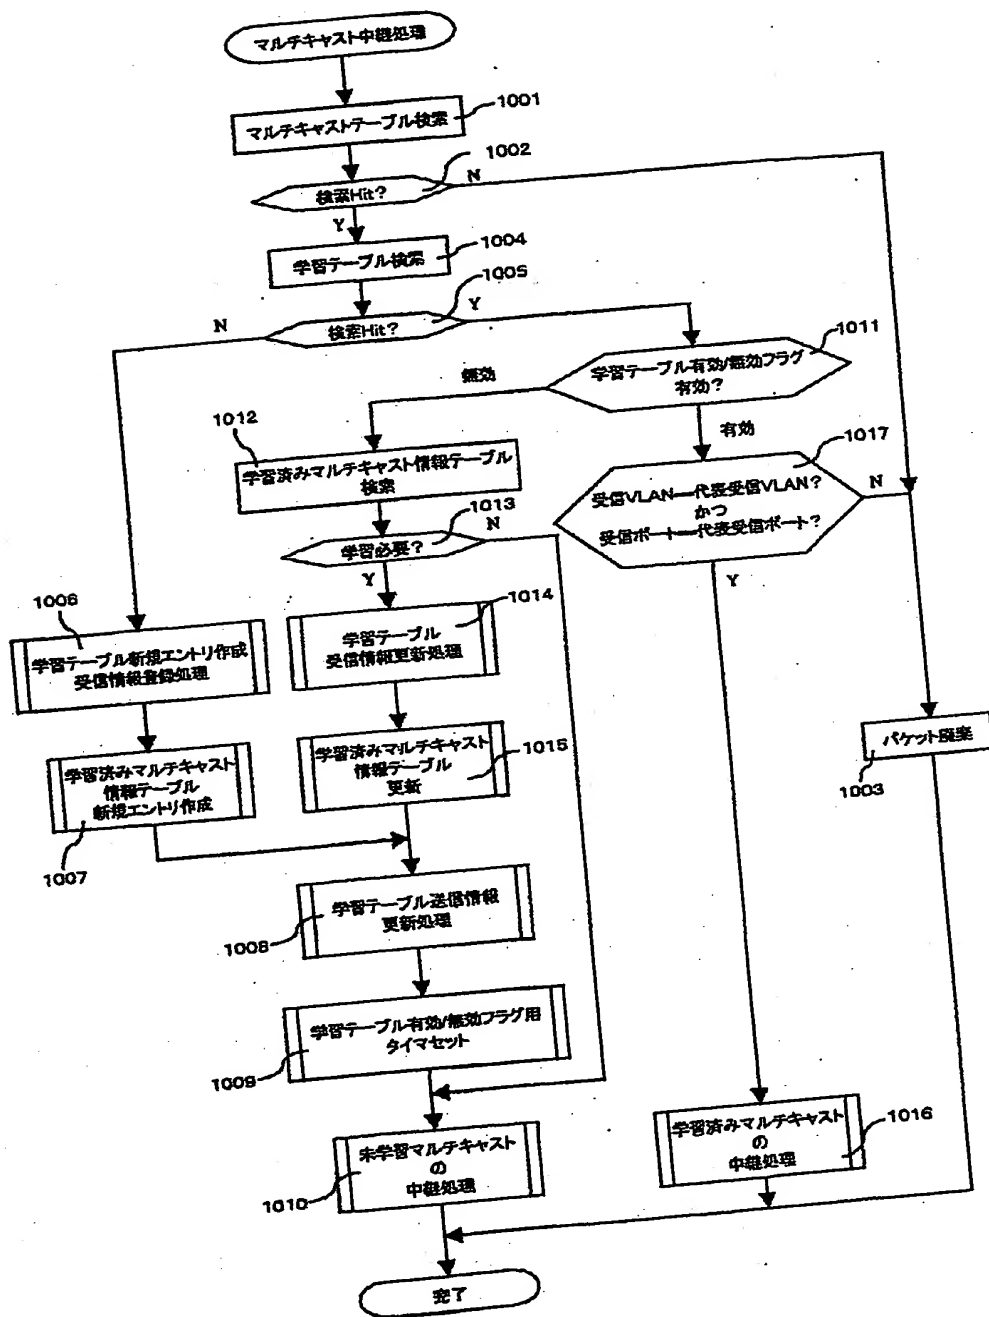 マルチキャスト中継処理
マルチキャストテーブル検索
1001
検索Hit?
1002
N
Y
学習テーブル検索
1004
検索Hit?
1005
N
Y
学習テーブル有効/無効フラグ
有効?
1011
無効
有効
1012
学習済みマルチキャスト情報テーブル
検索
受信VLAN=代表受信VLAN?
かつ
受信ポート=代表受信ポート?
1017
N
Y
学習必要?
1013
N
Y
1006
学習テーブル新規エントリ作成
受信情報登録処理
学習テーブル
受信情報更新処理
1014
学習済みマルチキャスト
情報テーブル
新規エントリ作成
1007
学習済みマルチキャスト
情報テーブル
更新
1015
パケット廃棄
1003
学習テーブル送信情報
更新処理
1008
学習テーブル有効/無効フラグ用
タイマセット
1009
未学習マルチキャスト
の
中継処理
1010
学習済みマルチキャスト
の
中継処理
1016
完了